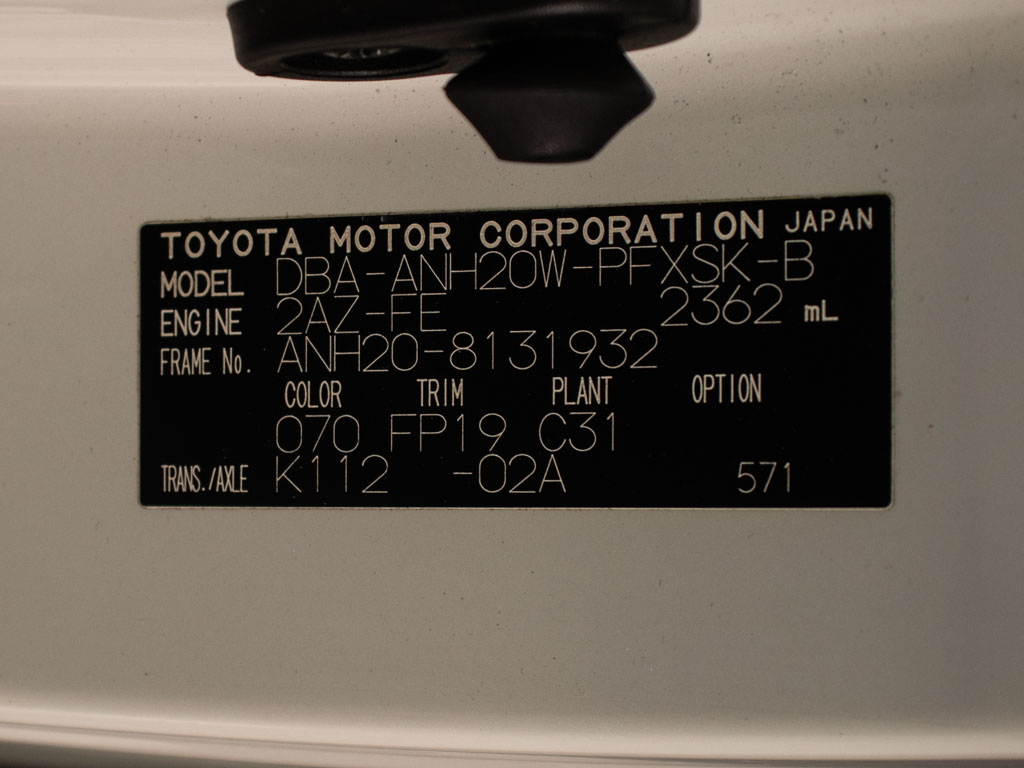 TOYOTA MOTOR CORPORATION JAPAN
MODEL DBA-ANH20W-PFXSK-B
ENGINE 2AZ-FE 2362 mL
FRAME No. ANH20-8131932
COLOR TRIM PLANT OPTION
070 FP19 C31
TRANS./AXLE K112 -02A 571